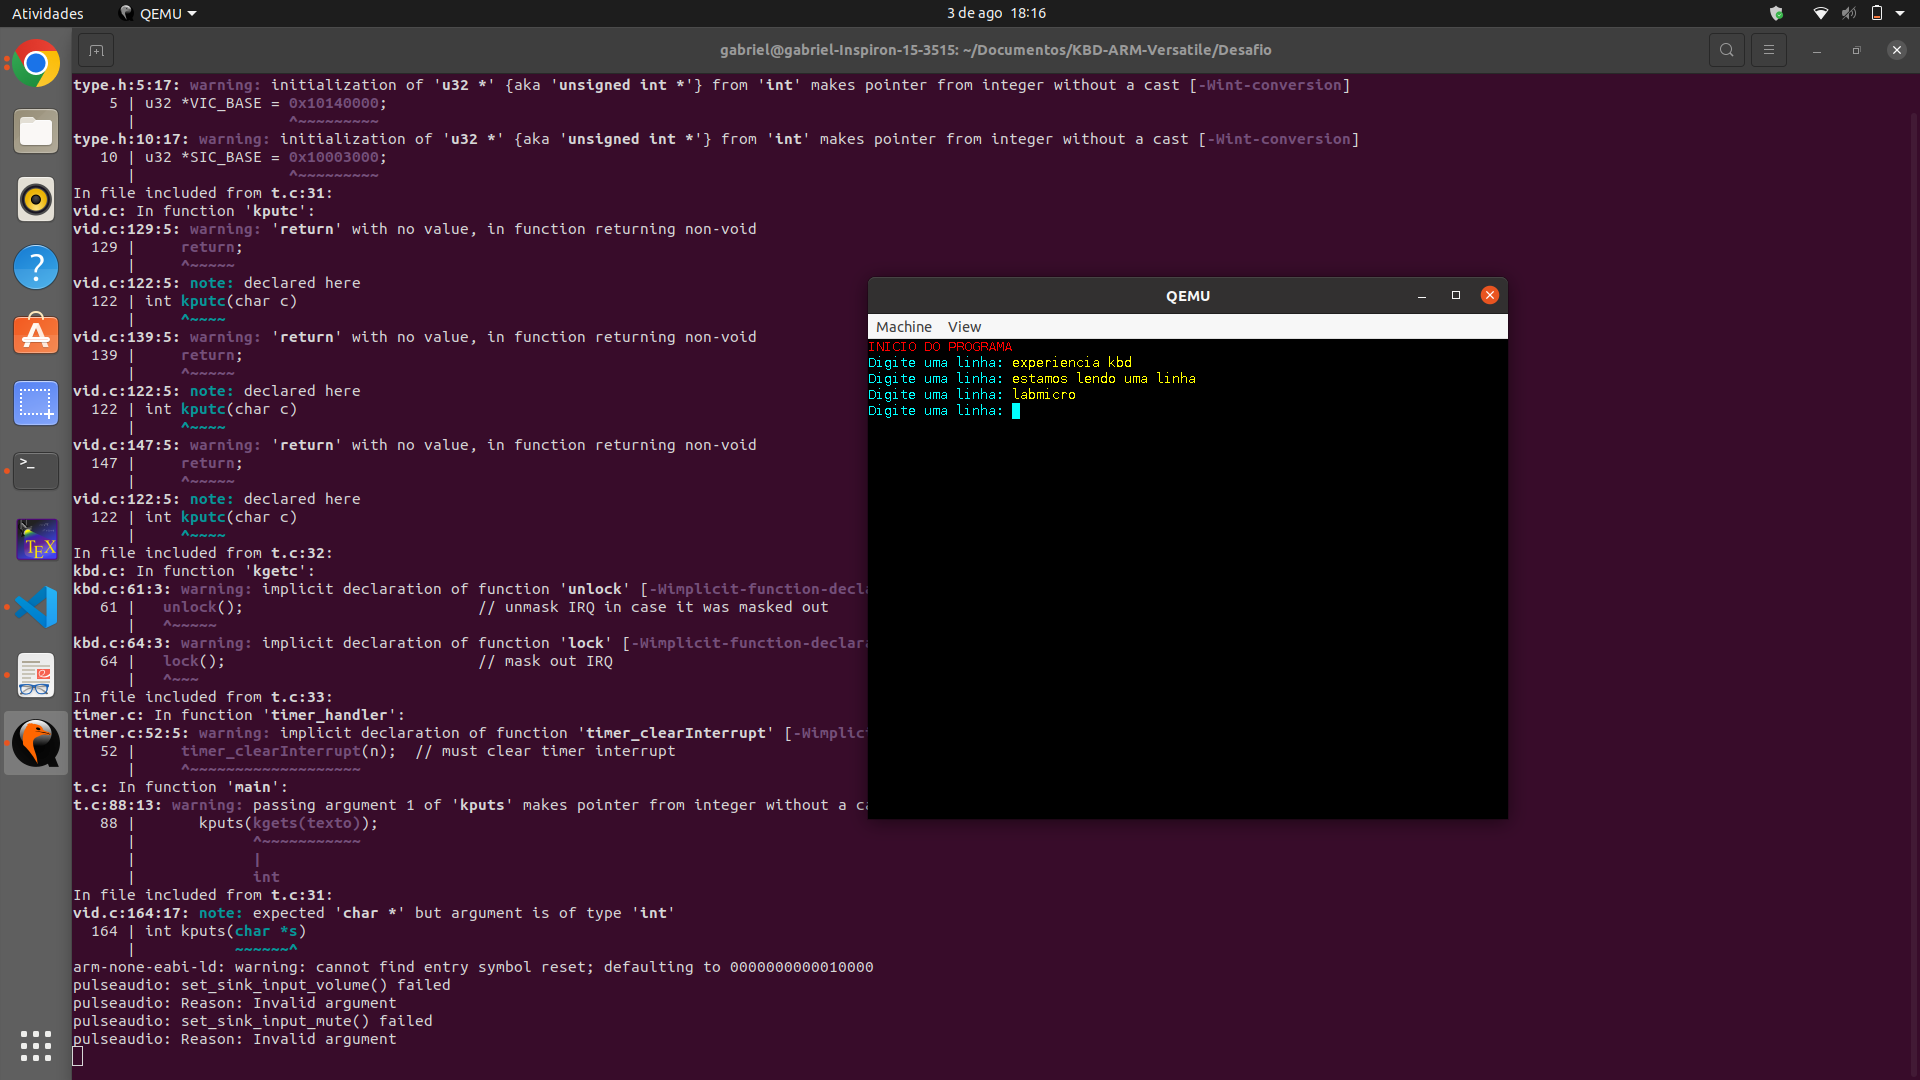 Atividades
QEMU
3 de ago 18:16
gabriel@gabriel-Inspiron-15-3515: ~/Documentos/KBD-ARM-Versatile/Desafio
type.h:5:17: warning: initialization of 'u32 *' {aka 'unsigned int *'} from 'int' makes pointer from integer without a cast [-Wint-conversion]
5 | u32 *VIC_BASE = 0x10140000;
| ^~~~~~~~~~
type.h:10:17: warning: initialization of 'u32 *' {aka 'unsigned int *'} from 'int' makes pointer from integer without a cast [-Wint-conversion]
10 | u32 *SIC_BASE = 0x10003000;
| ^~~~~~~~~~
In file included from t.c:31:
vid.c: In function 'kputc':
vid.c:129:5: warning: 'return' with no value, in function returning non-void
129 | return;
| ^~~~~~
vid.c:122:5: note: declared here
122 | int kputc(char c)
| ^~~~~
vid.c:139:5: warning: 'return' with no value, in function returning non-void
139 | return;
| ^~~~~~
vid.c:122:5: note: declared here
122 | int kputc(char c)
| ^~~~~
vid.c:147:5: warning: 'return' with no value, in function returning non-void
147 | return;
| ^~~~~~
vid.c:122:5: note: declared here
122 | int kputc(char c)
| ^~~~~
In file included from t.c:32:
kbd.c: In function 'kgetc':
kbd.c:61:3: warning: implicit declaration of function 'unlock' [-Wimplicit-function-decla
61 | unlock(); // unmask IRQ in case it was masked out
| ^~~~~~
kbd.c:64:3: warning: implicit declaration of function 'lock' [-Wimplicit-function-declara
64 | lock(); // mask out IRQ
| ^~~~
In file included from t.c:33:
timer.c: In function 'timer_handler':
timer.c:52:5: warning: implicit declaration of function 'timer_clearInterrupt' [-Wimplic
52 | timer_clearInterrupt(n); // must clear timer interrupt
| ^~~~~~~~~~~~~~~~~~~~
t.c: In function 'main':
t.c:88:13: warning: passing argument 1 of 'kputs' makes pointer from integer without a ca
88 | kputs(kgets(texto));
| ^~~~~~~~~~~~
| |
| int
In file included from t.c:31:
vid.c:164:17: note: expected 'char *' but argument is of type 'int'
164 | int kputs(char *s)
| ~~~~~~^
arm-none-eabi-ld: warning: cannot find entry symbol reset; defaulting to 0000000000010000
pulseaudio: set_sink_input_volume() failed
pulseaudio: Reason: Invalid argument
pulseaudio: set_sink_input_mute() failed
pulseaudio: Reason: Invalid argument
QEMU
Machine View
INICIO DO PROGRAMA
Digite uma linha: experiencia kbd
Digite uma linha: estamos lendo uma linha
Digite uma linha: labmicro
Digite uma linha: